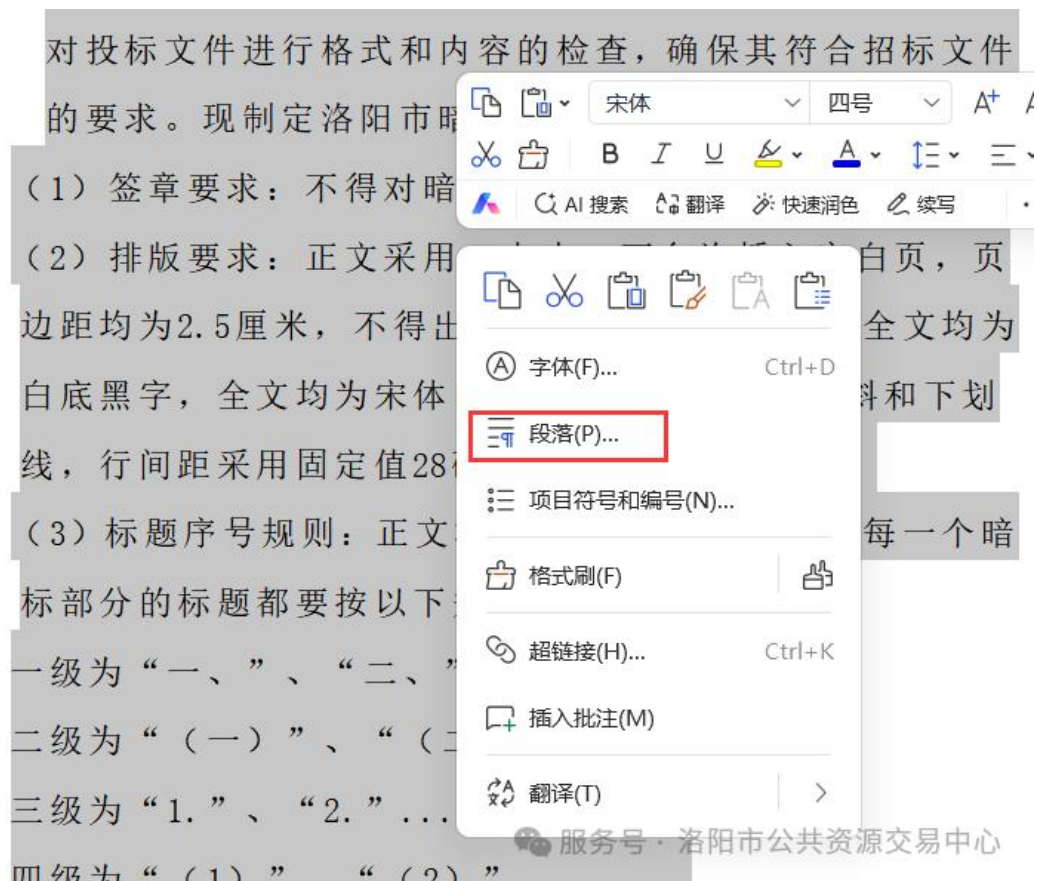 对投标文件进行格式和内容的检查，确保其符合招标文件
的要求。现制定洛阳市暗
宋体 四号 A+
B I U A
（1）签章要求：不得对暗
AI 搜索 翻译 快速润色 续写
（2）排版要求：正文采用
白页，页
边距均为2.5厘米，不得出
全文均为
字体(F)... Ctrl+D
白底黑字，全文均为宋体
和下划
段落(P)...
线，行间距采用固定值28
项目符号和编号(N)...
（3）标题序号规则：正文
每一个暗
格式刷(F)
标部分的标题都要按以下
超链接(H)... Ctrl+K
一级为“一、”、“二、”
插入批注(M)
二级为“（一）”、“（
翻译(T)
三级为“1.”、“2.”...
服务号 · 洛阳市公共资源交易中心
四级为“（1）”、“（2）”